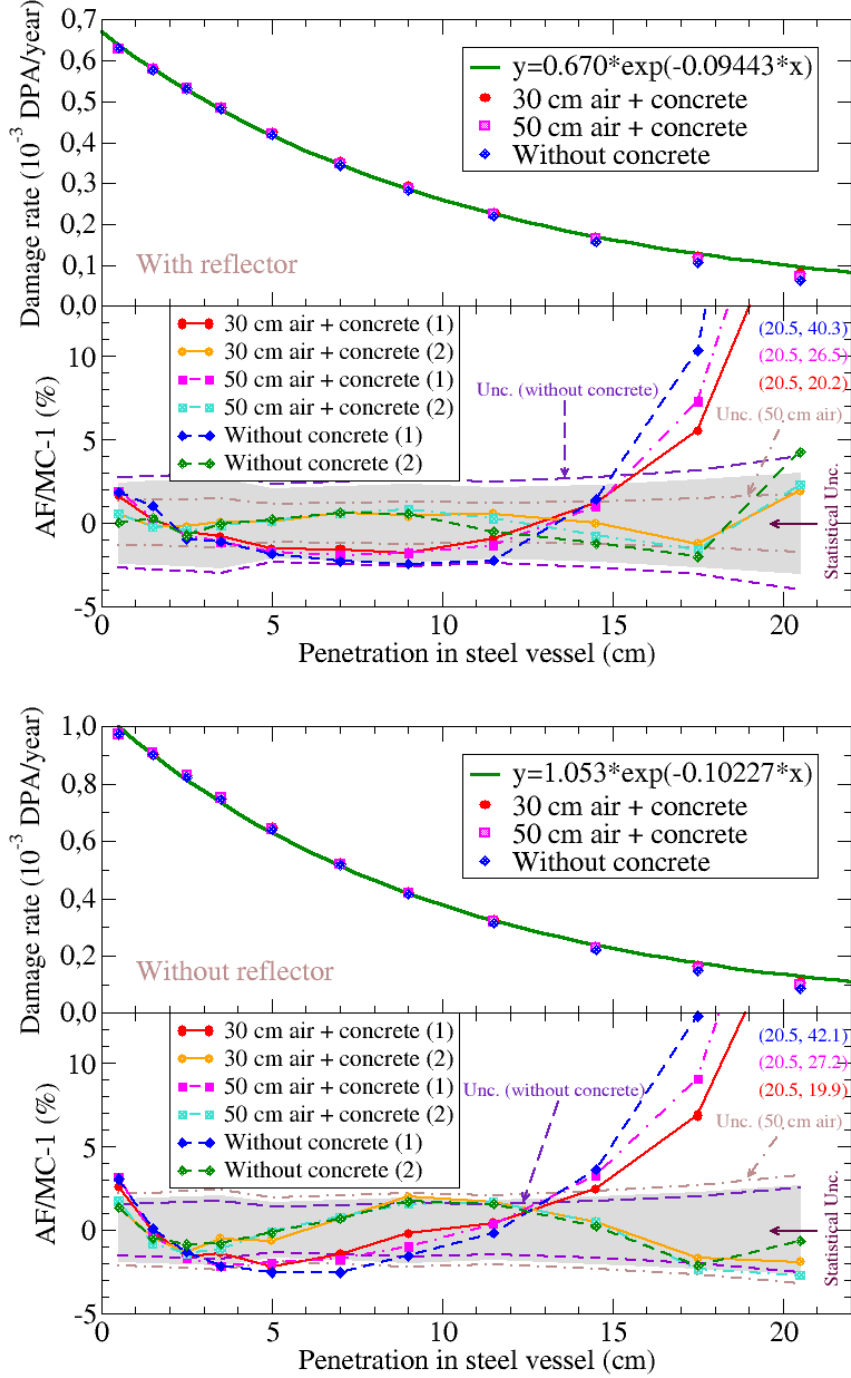 0,7
0,6
0,5
0,4
0,3
0,2
0,1
0,0
Damage rate (10⁻³ DPA/year)
y=0.670*exp(-0.09443*x)
30 cm air + concrete
50 cm air + concrete
Without concrete
With reflector
10
5
0
-5
AF/MC-1 (%)
30 cm air + concrete (1)
30 cm air + concrete (2)
50 cm air + concrete (1)
50 cm air + concrete (2)
Without concrete (1)
Without concrete (2)
Unc. (without concrete)
(20.5, 40.3)
(20.5, 26.5)
(20.5, 20.2)
Unc. (50 cm air)
Statistical Unc.
0 5 10 15 20
Penetration in steel vessel (cm)
1,0
0,8
0,6
0,4
0,2
0,0
Damage rate (10⁻³ DPA/year)
y=1.053*exp(-0.10227*x)
30 cm air + concrete
50 cm air + concrete
Without concrete
Without reflector
10
5
0
-5
AF/MC-1 (%)
30 cm air + concrete (1)
30 cm air + concrete (2)
50 cm air + concrete (1)
50 cm air + concrete (2)
Without concrete (1)
Without concrete (2)
Unc. (without concrete)
(20.5, 42.1)
(20.5, 27.2)
(20.5, 19.9)
Unc. (50 cm air)
Statistical Unc.
0 5 10 15 20
Penetration in steel vessel (cm)